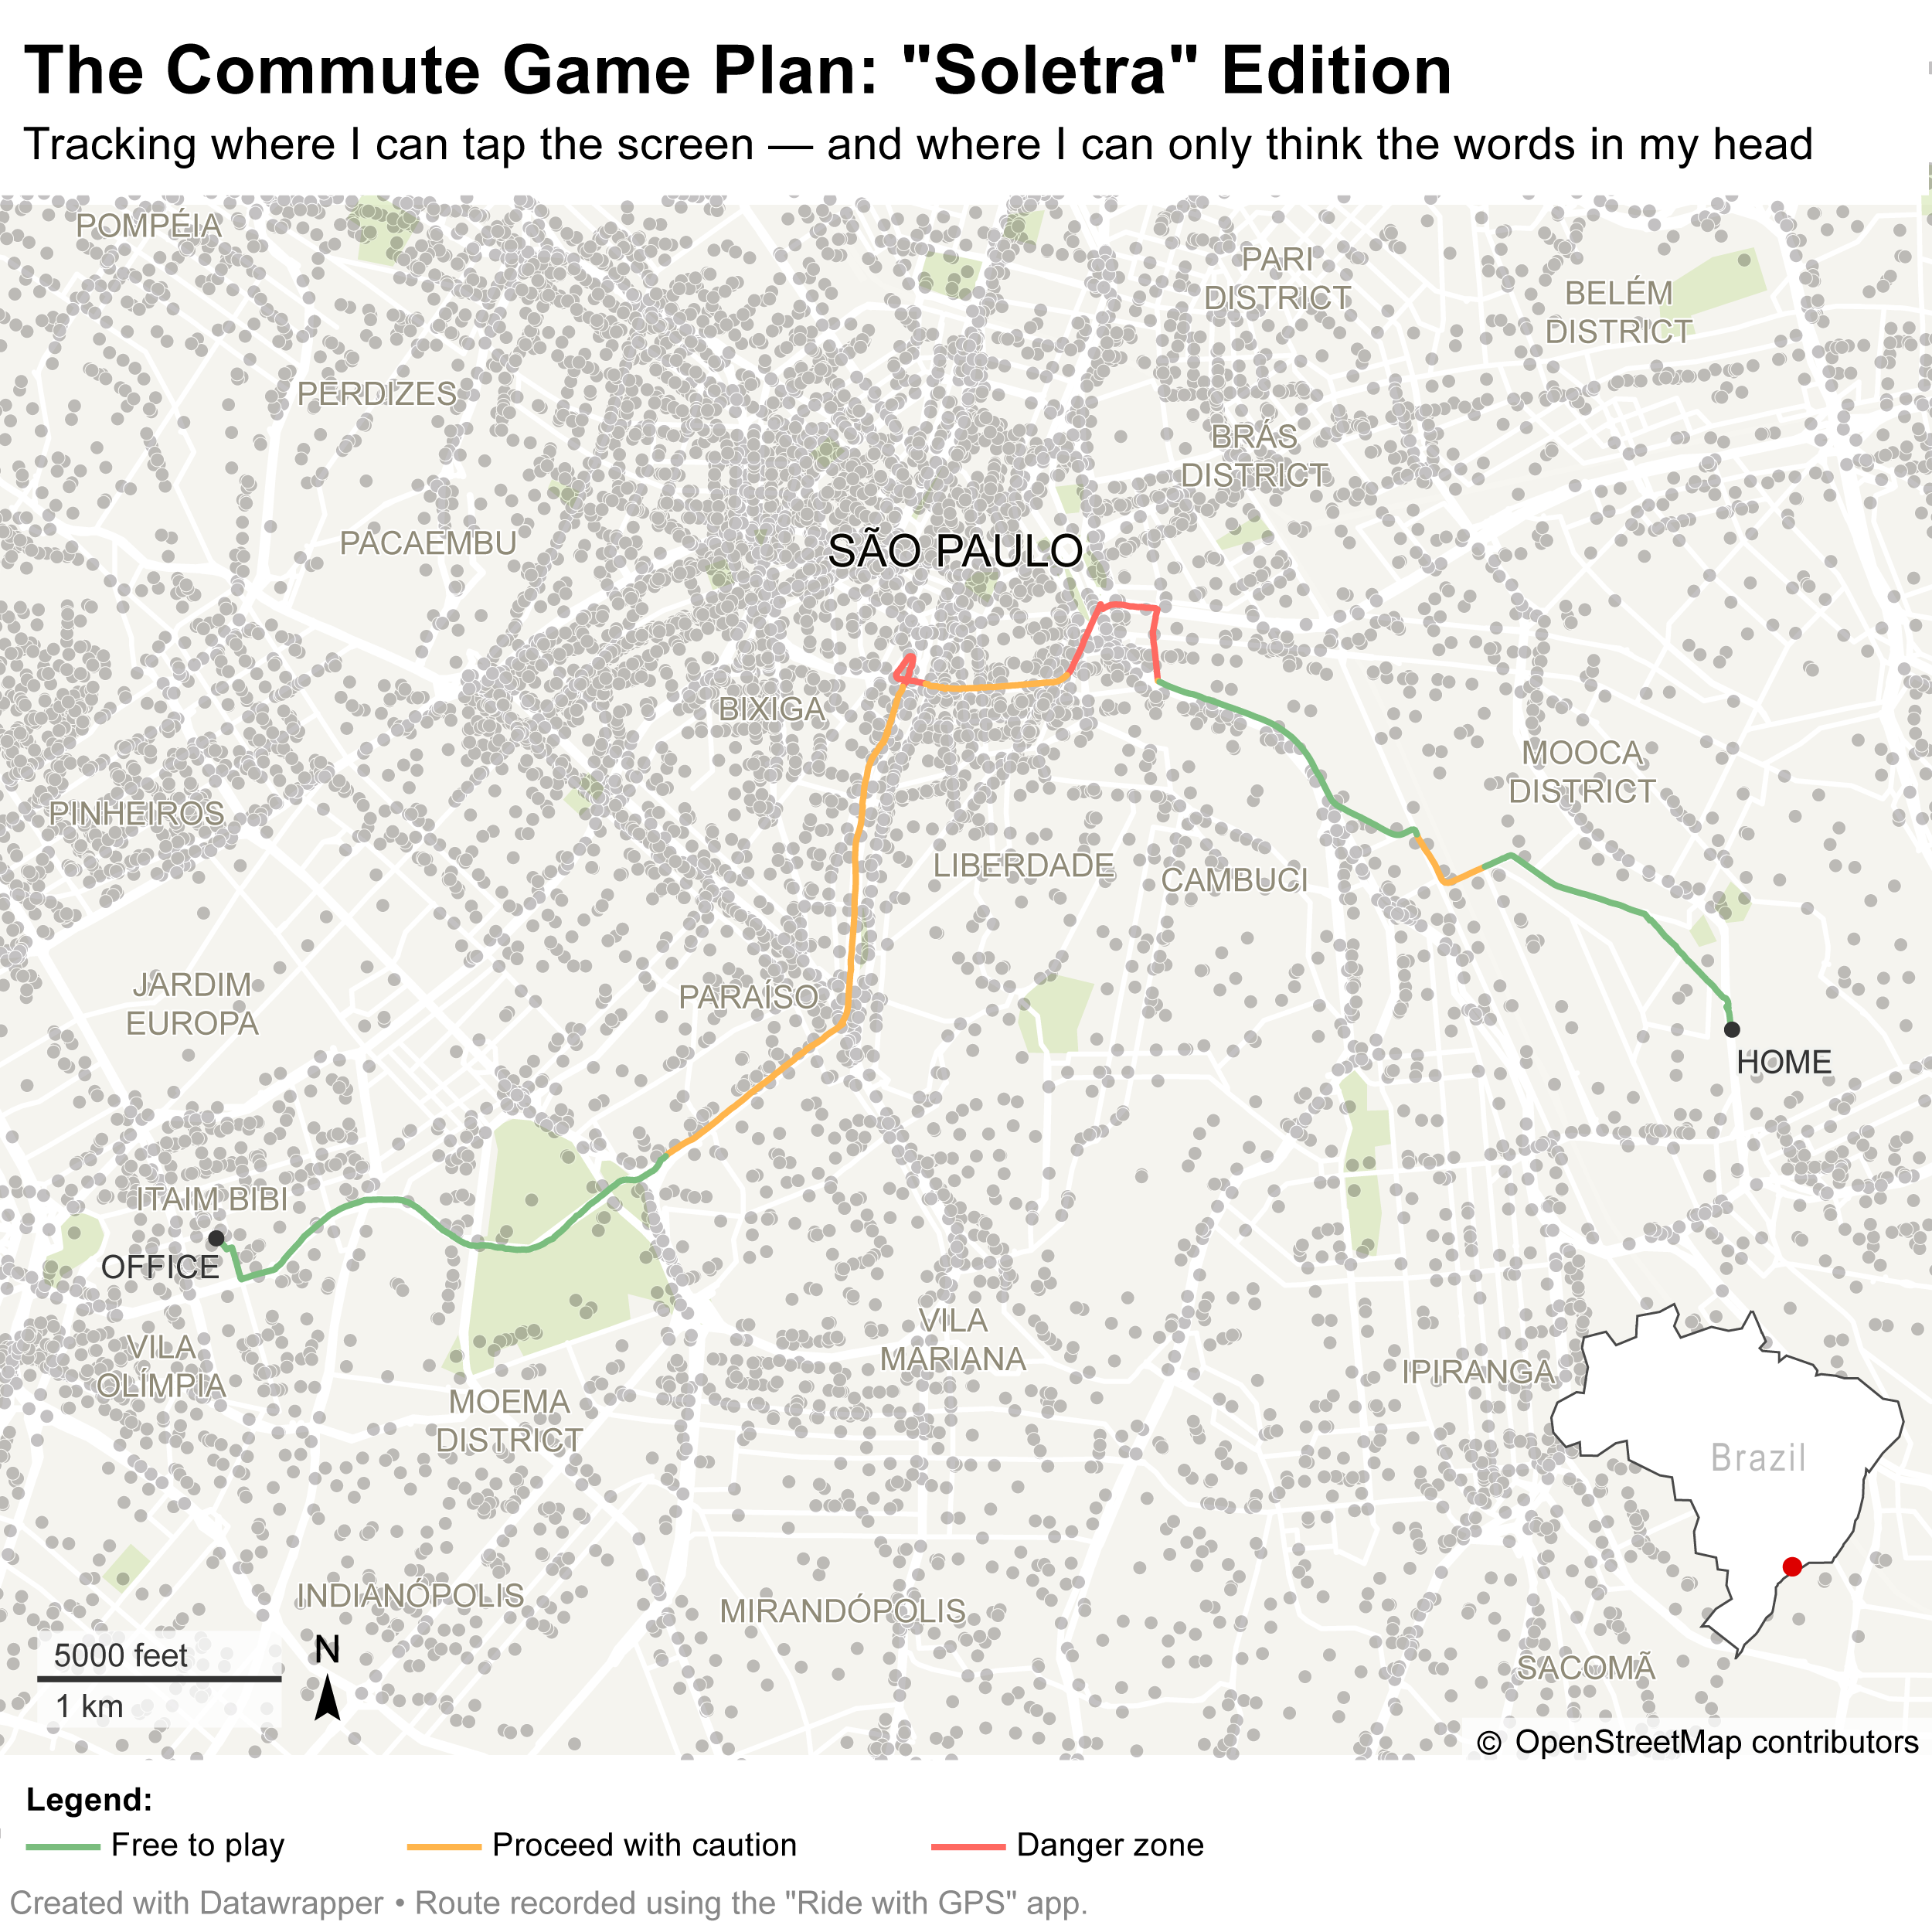 The Commute Game Plan: "Soletra" Edition
Tracking where I can tap the screen — and where I can only think the words in my head
POMPÉIA
PARI
DISTRICT
BELÉM
DISTRICT
PERDIZES
BRÁS
DISTRICT
PACAEMBU
SÃO PAULO
BIXIGA
MOOCA
DISTRICT
PINHEIROS
LIBERDADE
CAMBUCI
JARDIM
EUROPA
PARAÍSO
HOME
ITAIM BIBI
OFFICE
VILA
MARIANA
VILA
OLÍMPIA
IPIRANGA
MOEMA
DISTRICT
Brazil
INDIANÓPOLIS
MIRANDÓPOLIS
SACOMÃ
5000 feet
1 km
N
© OpenStreetMap contributors
Legend:
Free to play
Proceed with caution
Danger zone
Created with Datawrapper • Route recorded using the "Ride with GPS" app.